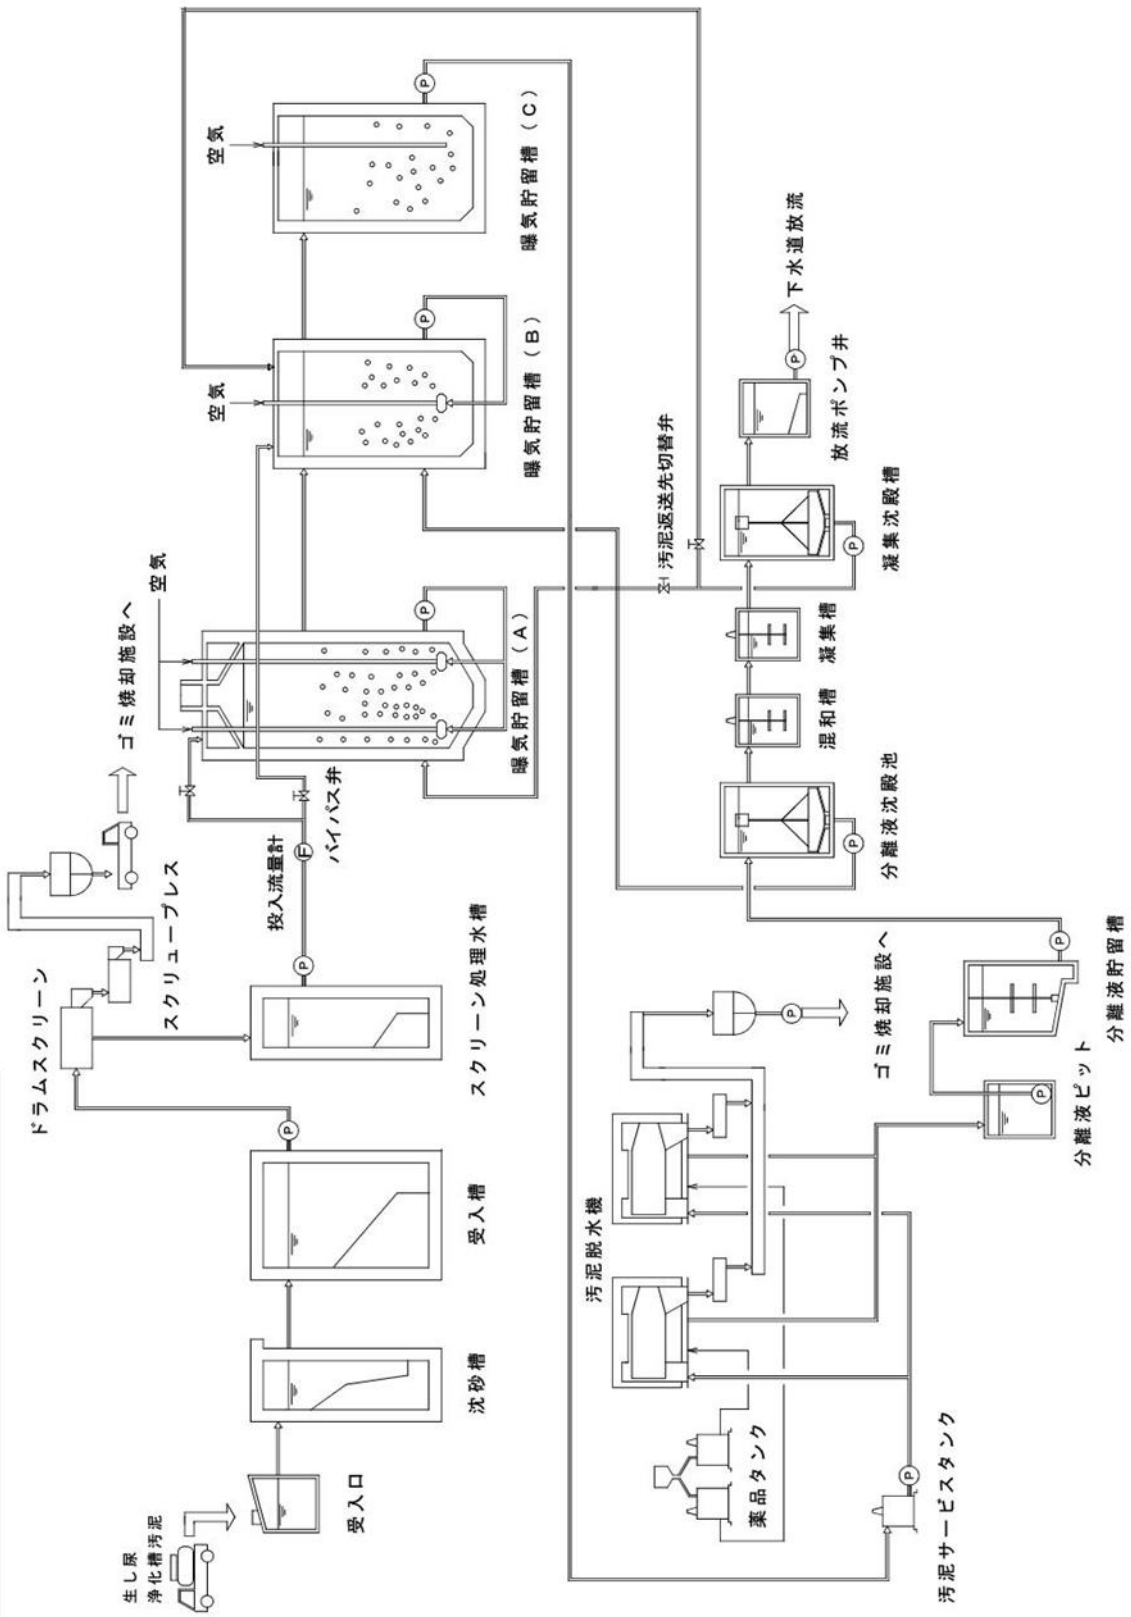 生し尿
浄化槽汚泥
受入口
沈砂槽
受入槽
P
ドラムスクリーン
スクリュープレス
ゴミ焼却施設へ
スクリーン処理水槽
P
投入流量計
F
バイパス弁
空気
曝気貯留槽(A)
P
空気
曝気貯留槽(B)
P
空気
曝気貯留槽(C)
P
汚泥サービスタンク
P
薬品タンク
汚泥脱水機
P
ゴミ焼却施設へ
分離液ピット
P
分離液貯留槽
P
分離液沈殿池
P
混和槽
凝集槽
汚泥返送先切替弁
凝集沈殿槽
P
放流ポンプ井
P
下水道放流